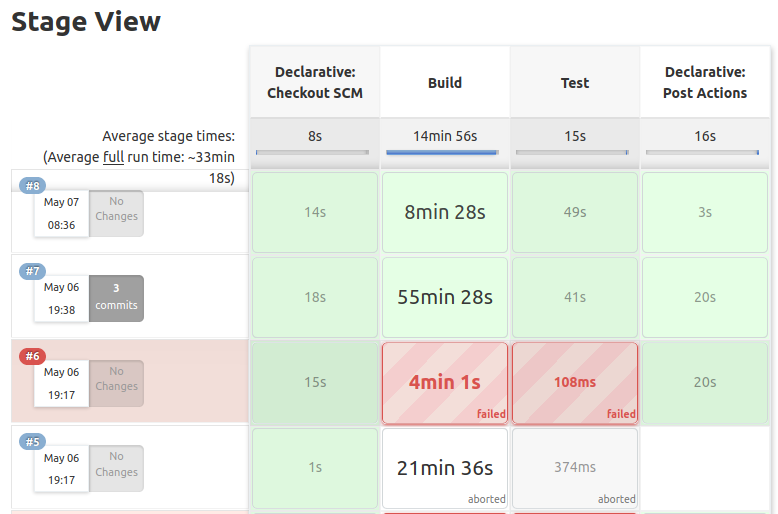 Stage View
Declarative:
Checkout SCM
Build
Test
Declarative:
Post Actions
Average stage times:
(Average full run time: ~33min
18s)
8s
14min 56s
15s
16s
#8
May 07
08:36
No
Changes
14s
8min 28s
49s
3s
#7
May 06
19:38
3
commits
18s
55min 28s
41s
20s
#6
May 06
19:17
No
Changes
15s
4min 1s
failed
108ms
failed
20s
#5
May 06
19:17
No
Changes
1s
21min 36s
aborted
374ms
aborted